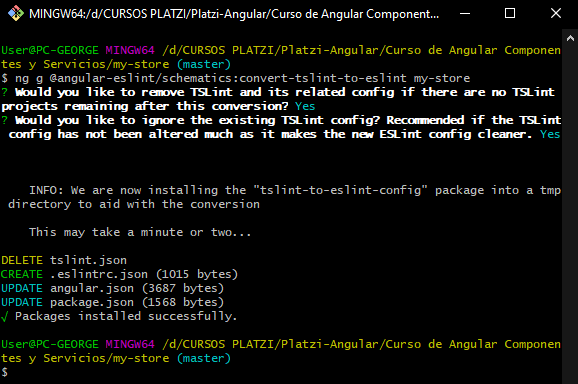 MINGW64:/d/CURSOS PLATZI/Platzi-Angular/Curso de Angular Component...
User@PC-GEORGE MINGW64 /d/CURSOS PLATZI/Platzi-Angular/Curso de Angular Componen
tes y Servicios/my-store (master)
$ ng g @angular-eslint/schematics:convert-tslint-to-eslint my-store
? Would you like to remove TSLint and its related config if there are no TSLint
projects remaining after this conversion? Yes
? Would you like to ignore the existing TSLint config? Recommended if the TSLint
config has not been altered much as it makes the new ESLint config cleaner. Yes
INFO: We are now installing the "tslint-to-eslint-config" package into a tmp
directory to aid with the conversion
This may take a minute or two...
DELETE tslint.json
CREATE .eslintrc.json (1015 bytes)
UPDATE angular.json (3687 bytes)
UPDATE package.json (1568 bytes)
√ Packages installed successfully.
User@PC-GEORGE MINGW64 /d/CURSOS PLATZI/Platzi-Angular/Curso de Angular Componen
tes y Servicios/my-store (master)
$